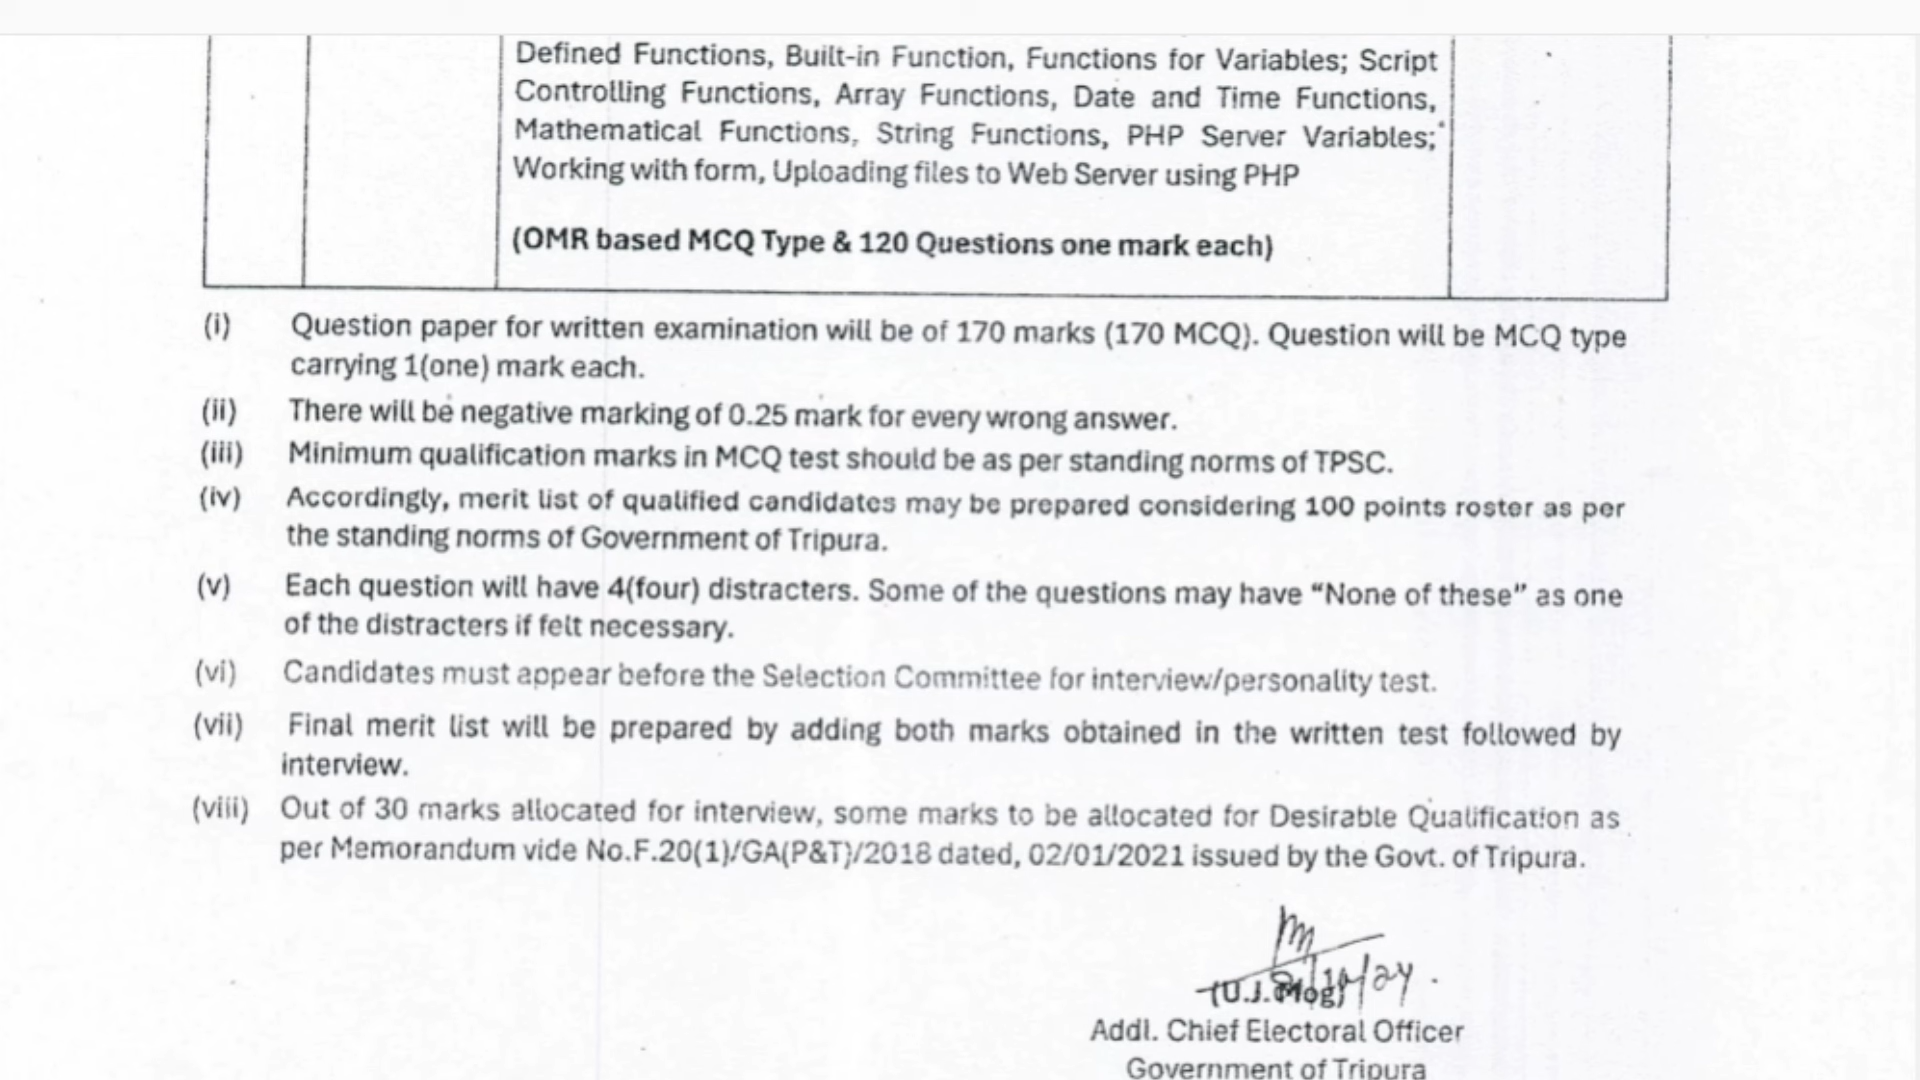 Defined Functions, Built-in Function, Functions for Variables; Script
Controlling Functions, Array Functions, Date and Time Functions,
Mathematical Functions, String Functions, PHP Server Variables;
Working with form, Uploading files to Web Server using PHP
(OMR based MCQ Type & 120 Questions one mark each)
(i) Question paper for written examination will be of 170 marks (170 MCQ). Question will be MCQ type
carrying 1(one) mark each.
(ii) There will be negative marking of 0.25 mark for every wrong answer.
(iii) Minimum qualification marks in MCQ test should be as per standing norms of TPSC.
(iv) Accordingly, merit list of qualified candidates may be prepared considering 100 points roster as per
the standing norms of Government of Tripura.
(v) Each question will have 4(four) distracters. Some of the questions may have “None of these” as one
of the distracters if felt necessary.
(vi) Candidates must appear before the Selection Committee for interview/personality test.
(vii) Final merit list will be prepared by adding both marks obtained in the written test followed by
interview.
(viii) Out of 30 marks allocated for interview, some marks to be allocated for Desirable Qualification as
per Memorandum vide No.F.20(1)/GA(P&T)/2018 dated, 02/01/2021 issued by the Govt. of Tripura.
(U.J. Mog)
Addl. Chief Electoral Officer
Government of Tripura